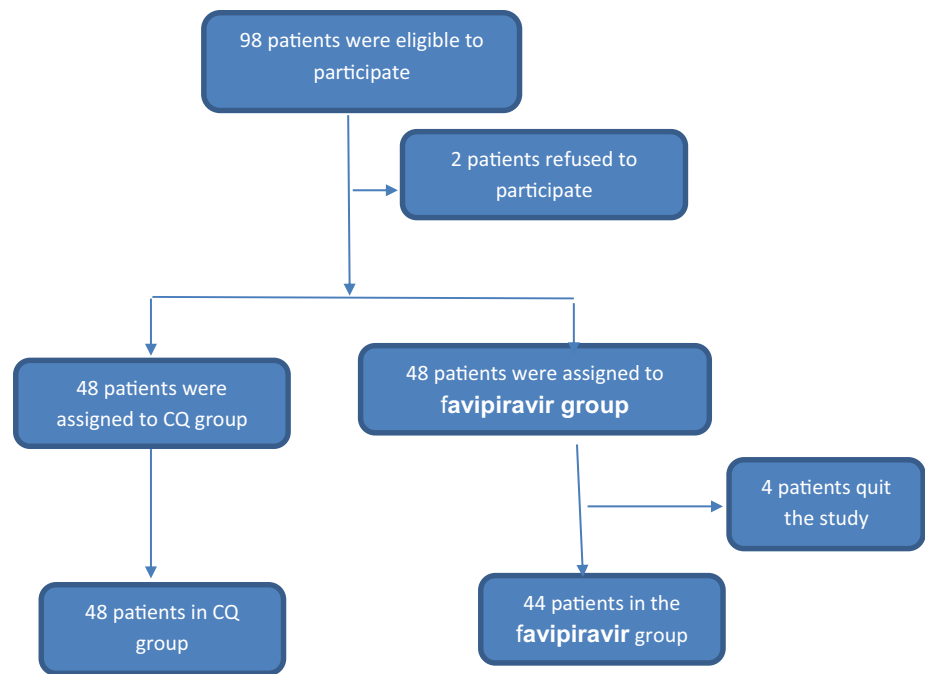 98 patients were eligible to
participate
2 patients refused to
participate
48 patients were
assigned to CQ group
48 patients were assigned to
favipiravir group
4 patients quit
the study
48 patients in CQ
group
44 patients in the
favipiravir group